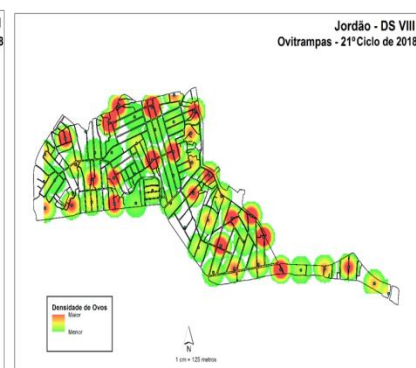 Jordão - DS VIII
Ovitrampas - 21º Ciclo de 2018
Densidade de Ovos
Maior
Menor
N
1 cm = 125 metros